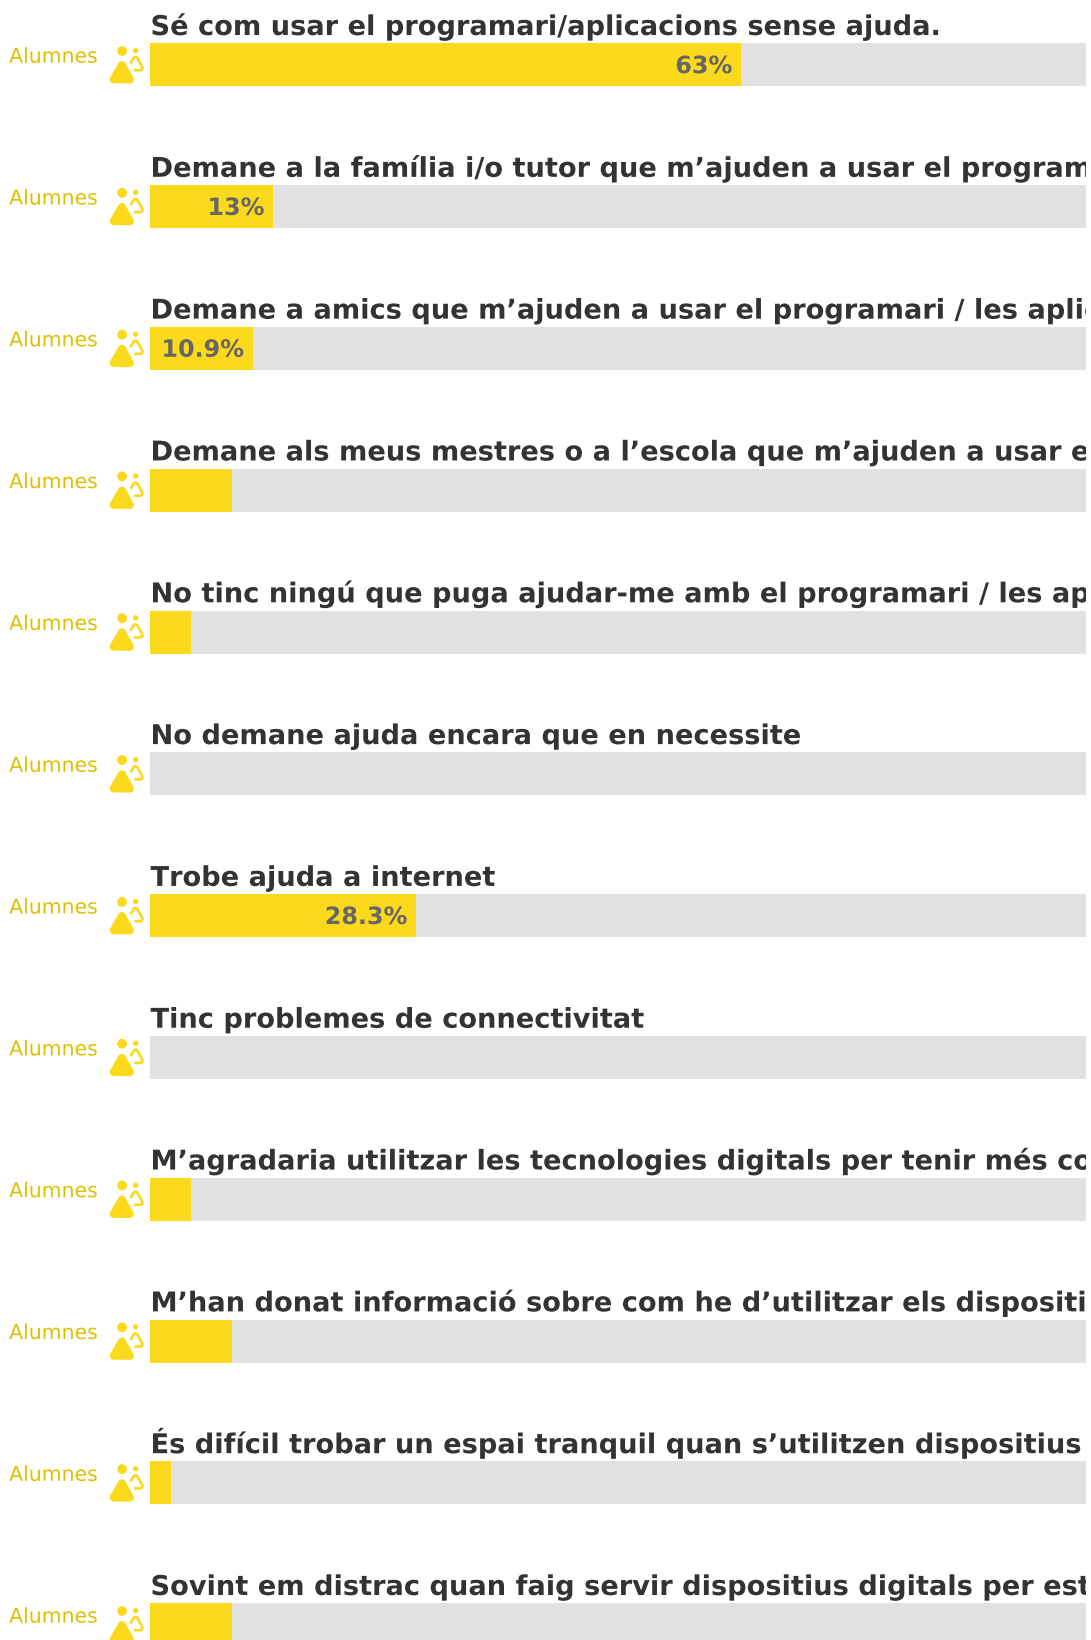 Sé com usar el programari/aplicacions sense ajuda.
Alumnes
63%
Demane a la família i/o tutor que m’ajuden a usar el program
Alumnes
13%
Demane a amics que m’ajuden a usar el programari / les apli
Alumnes
10.9%
Demane als meus mestres o a l’escola que m’ajuden a usar e
Alumnes
No tinc ningú que puga ajudar-me amb el programari / les ap
Alumnes
No demane ajuda encara que en necessite
Alumnes
Trobe ajuda a internet
Alumnes
28.3%
Tinc problemes de connectivitat
Alumnes
M’agradaria utilitzar les tecnologies digitals per tenir més co
Alumnes
M’han donat informació sobre com he d’utilitzar els dispositi
Alumnes
És difícil trobar un espai tranquil quan s’utilitzen dispositius
Alumnes
Sovint em distrac quan faig servir dispositius digitals per est
Alumnes